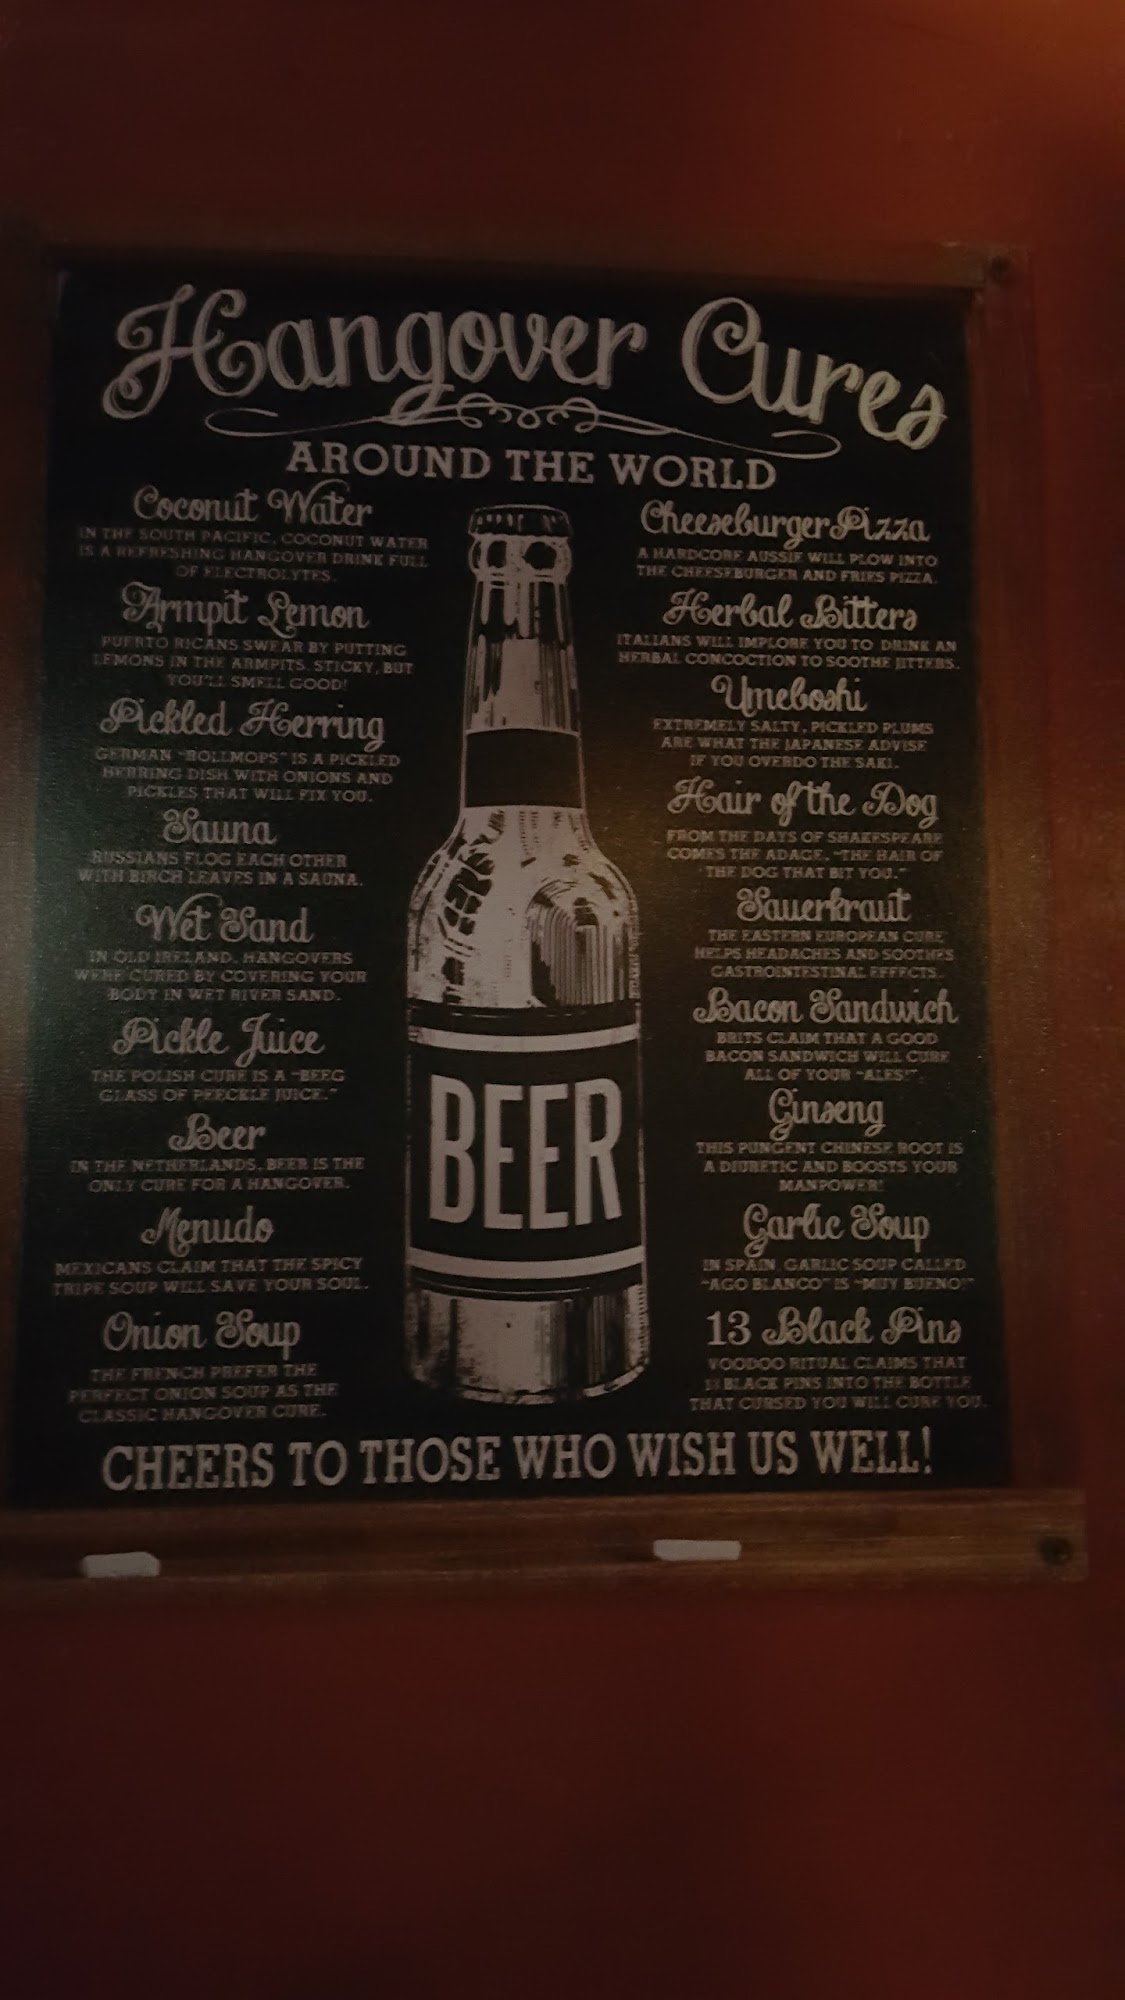 Hangover Cures
AROUND THE WORLD
Coconut Water
IN THE SOUTH PACIFIC, COCONUT WATER
IS A REFRESHING HANGOVER DRINK FULL
OF ELECTROLYTES.
Armpit Lemon
PUERTO RICANS SWEAR BY PUTTING
LEMONS IN THE ARMPITS. STICKY, BUT
YOU'LL SMELL GOOD!
Pickled Herring
GERMAN "ROLLMOPS" IS A PICKLED
HERRING DISH WITH ONIONS AND
PICKLES THAT WILL FIX YOU.
Sauna
RUSSIANS FLOG EACH OTHER
WITH BIRCH LEAVES IN A SAUNA.
Wet Sand
IN OLD IRELAND, HANGOVERS
WERE CURED BY COVERING YOUR
BODY IN WET RIVER SAND.
Pickle Juice
THE POLISH CURE IS A "BEEG
GLASS OF PEECKLE JUICE."
Beer
IN THE NETHERLANDS, BEER IS THE
ONLY CURE FOR A HANGOVER.
Menudo
MEXICANS CLAIM THAT THE SPICY
TRIPE SOUP WILL SAVE YOUR SOUL.
Onion Soup
THE FRENCH PREFER THE
PERFECT ONION SOUP AS THE
CLASSIC HANGOVER CURE.
BEER
Cheeseburger Pizza
A HARDCORE AUSSIE WILL PLOW INTO
THE CHEESEBURGER AND FRIES PIZZA.
Herbal Bitters
ITALIANS WILL IMPLORE YOU TO DRINK AN
HERBAL CONCOCTION TO SOOTHE JITTERS.
Umeboshi
EXTREMELY SALTY, PICKLED PLUMS
ARE WHAT THE JAPANESE ADVISE
IF YOU OVERDO THE SAKI.
Hair of the Dog
FROM THE DAYS OF SHAKESPEARE
COMES THE ADAGE, "THE HAIR OF
THE DOG THAT BIT YOU."
Sauerkraut
THE EASTERN EUROPEAN CURE
HELPS HEADACHES AND SOOTHES
GASTROINTESTINAL EFFECTS.
Bacon Sandwich
BRITS CLAIM THAT A GOOD
BACON SANDWICH WILL CURE
ALL OF YOUR "ALES!".
Ginseng
THIS PUNGENT CHINESE ROOT IS
A DIURETIC AND BOOSTS YOUR
MANPOWER!
Garlic Soup
IN SPAIN, GARLIC SOUP CALLED
"AGO BLANCO" IS "MUY BUENO!"
13 Black Pins
VOODOO RITUAL CLAIMS THAT
13 BLACK PINS INTO THE BOTTLE
THAT CURSED YOU WILL CURE YOU.
CHEERS TO THOSE WHO WISH US WELL!